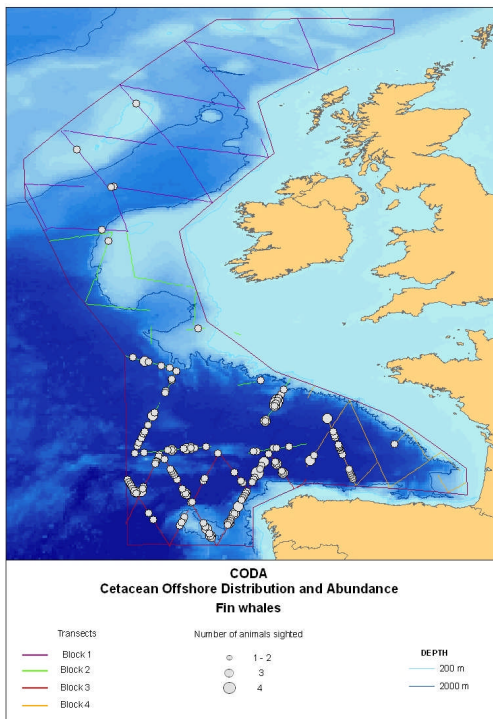 CODA
Cetacean Offshore Distribution and Abundance
Fin whales
Transects
Block 1
Block 2
Block 3
Block 4
Number of animals sighted
1 - 2
3
4
DEPTH
200 m
2000 m